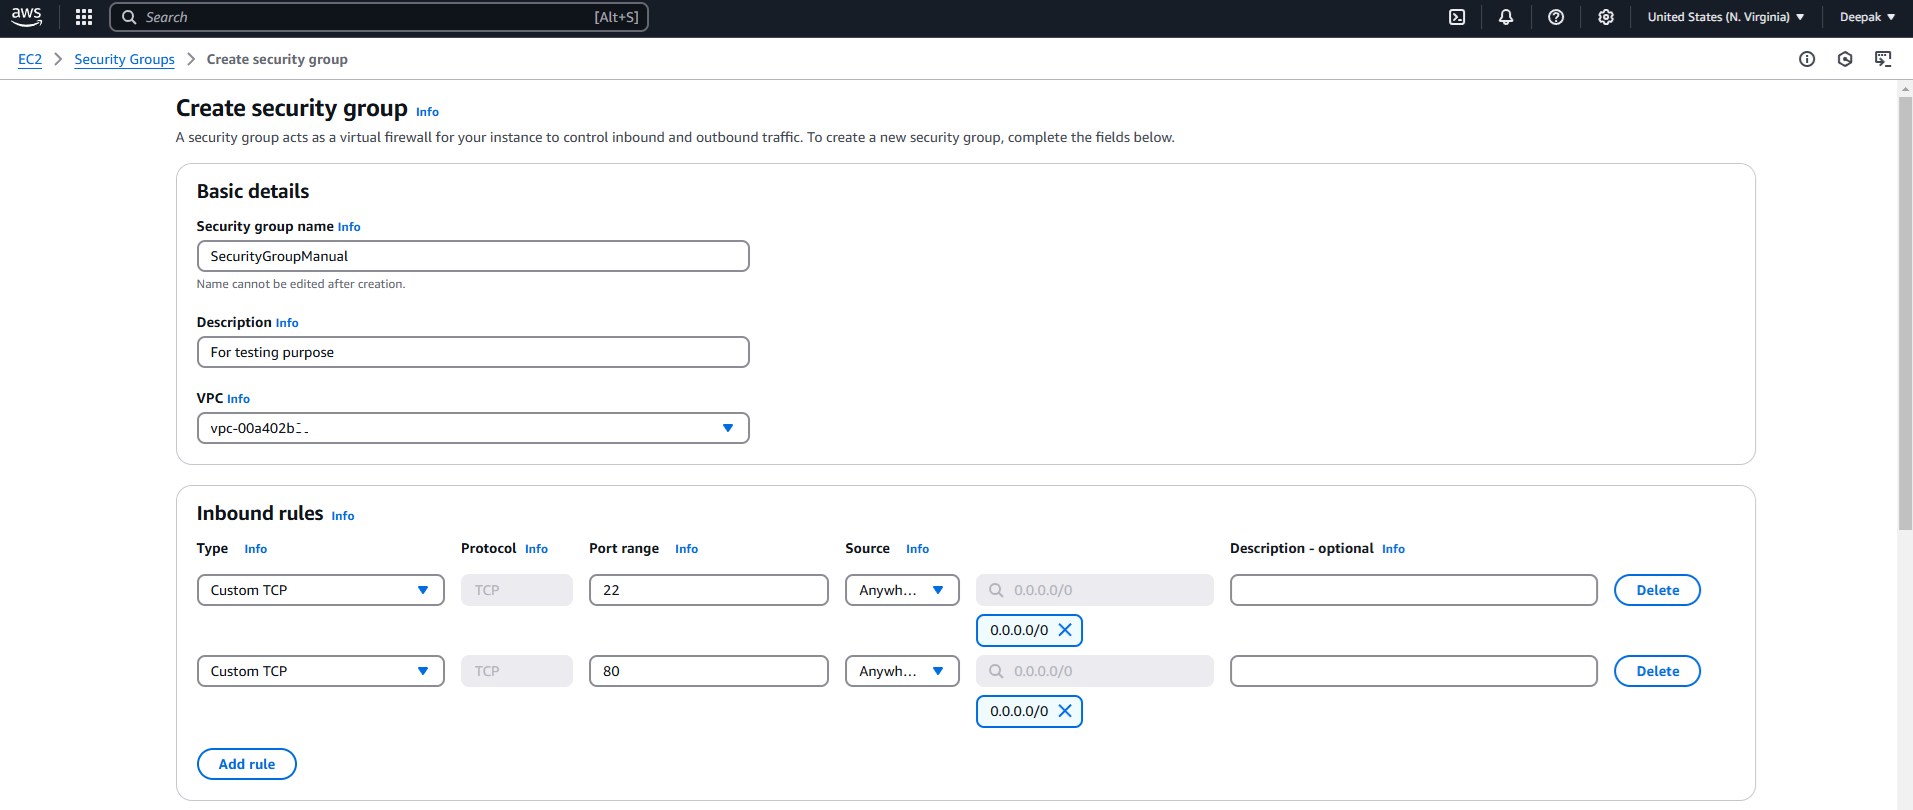 aws Search [Alt+S] United States (N. Virginia) Deepak
EC2 Security Groups Create security group
Create security group Info
A security group acts as a virtual firewall for your instance to control inbound and outbound traffic. To create a new security group, complete the fields below.
Basic details
Security group name Info
SecurityGroupManual
Name cannot be edited after creation.
Description Info
For testing purpose
VPC Info
vpc-00a402b
Inbound rules Info
Type Info Protocol Info Port range Info Source Info Description - optional Info
Custom TCP TCP 22 Anywh... 0.0.0.0/0 Delete
0.0.0.0/0
Custom TCP TCP 80 Anywh... 0.0.0.0/0 Delete
0.0.0.0/0
Add rule